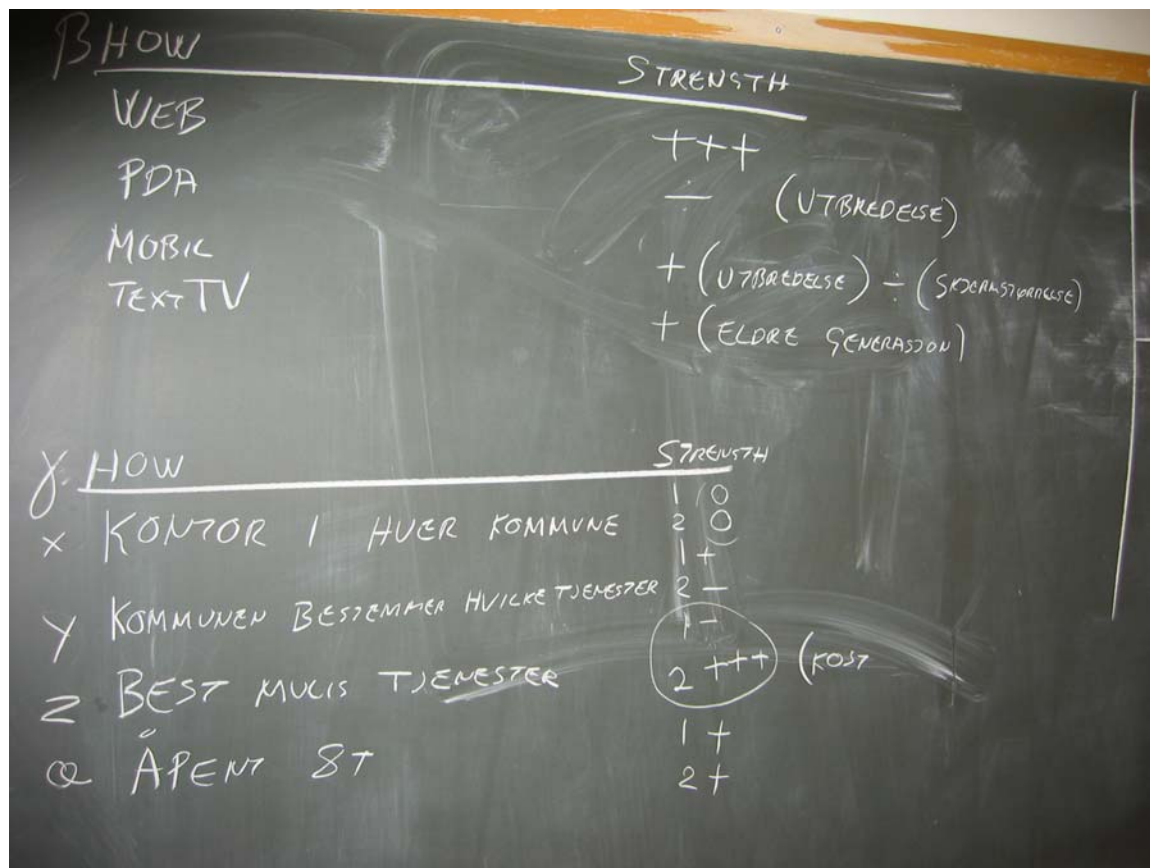 β HOW STRENGTH
WEB +++
PDA ÷ (UTBREDELSE)
MOBIL + (UTBREDELSE) ÷ (SKJERMSTØRRELSE)
TEXT TV + (ELDRE GENERASJON)
γ. HOW STRENGTH
1 0
x KONTOR I HVER KOMMUNE 2 0
1 +
y KOMMUNEN BESTEMMER HVILKE TJENESTER 2 -
1 -
z BEST MULIG TJENESTER 2 +++ (KOST
1 +
Q ÅPENT 8T 2 +